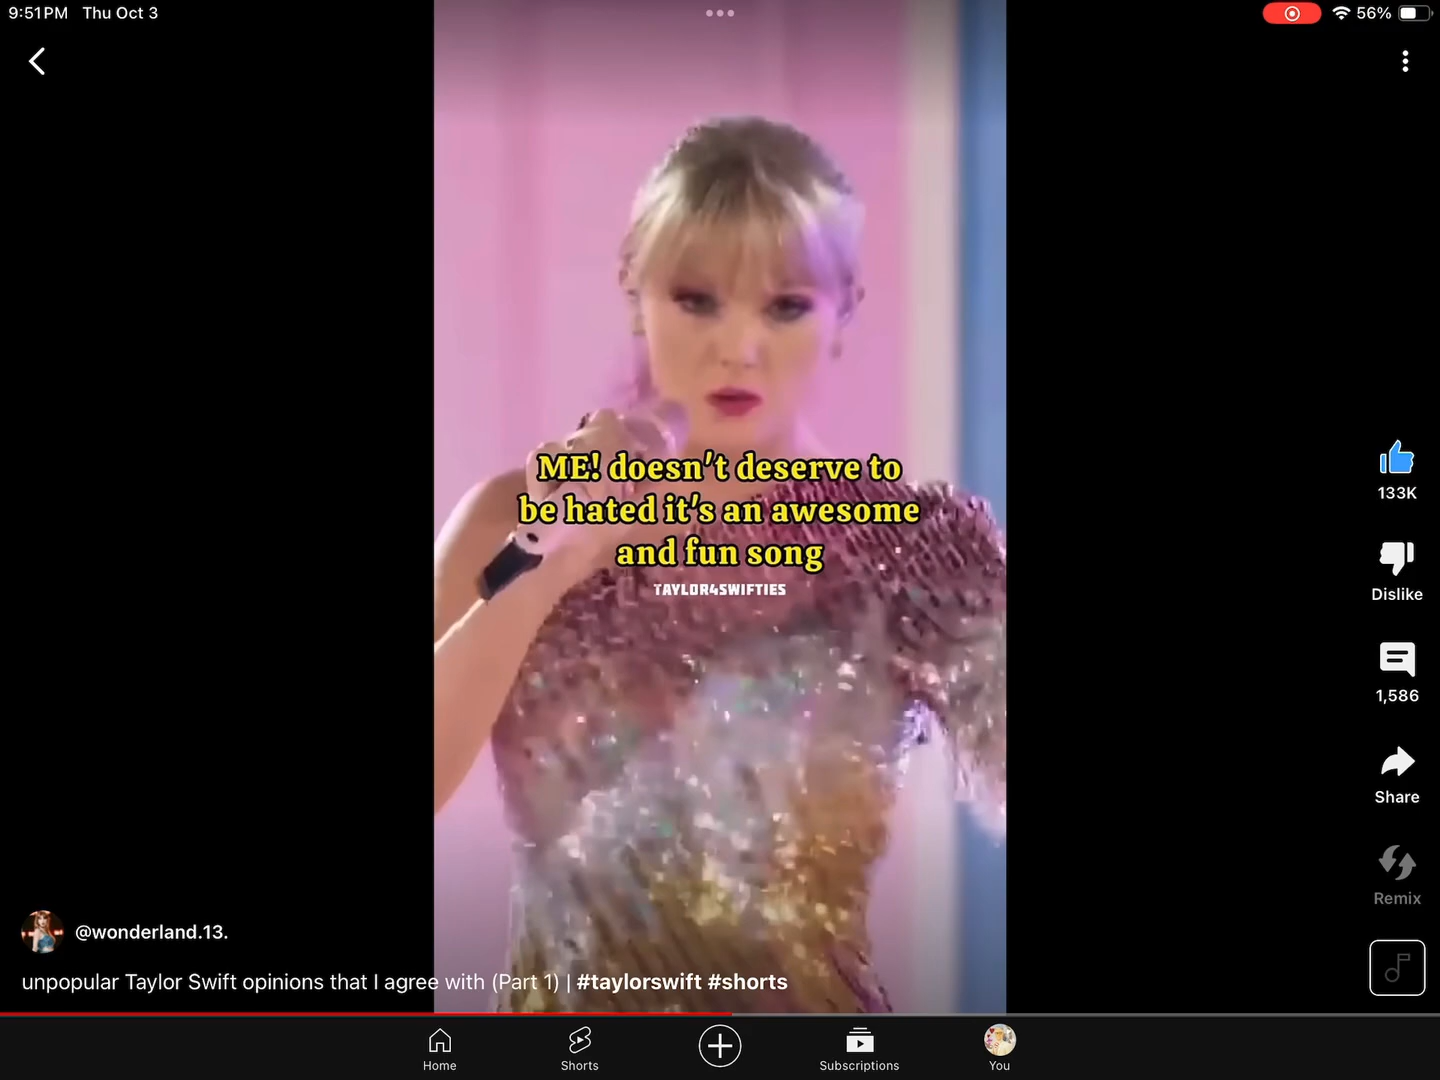 9:51PM Thu Oct 3
56%
ME! doesn't deserve to
be hated it's an awesome
and fun song
TAYLOR4SWIFTIES
133K
Dislike
1,586
Share
Remix
@wonderland.13.
unpopular Taylor Swift opinions that I agree with (Part 1) | #taylorswift #shorts
Home
Shorts
Subscriptions
You